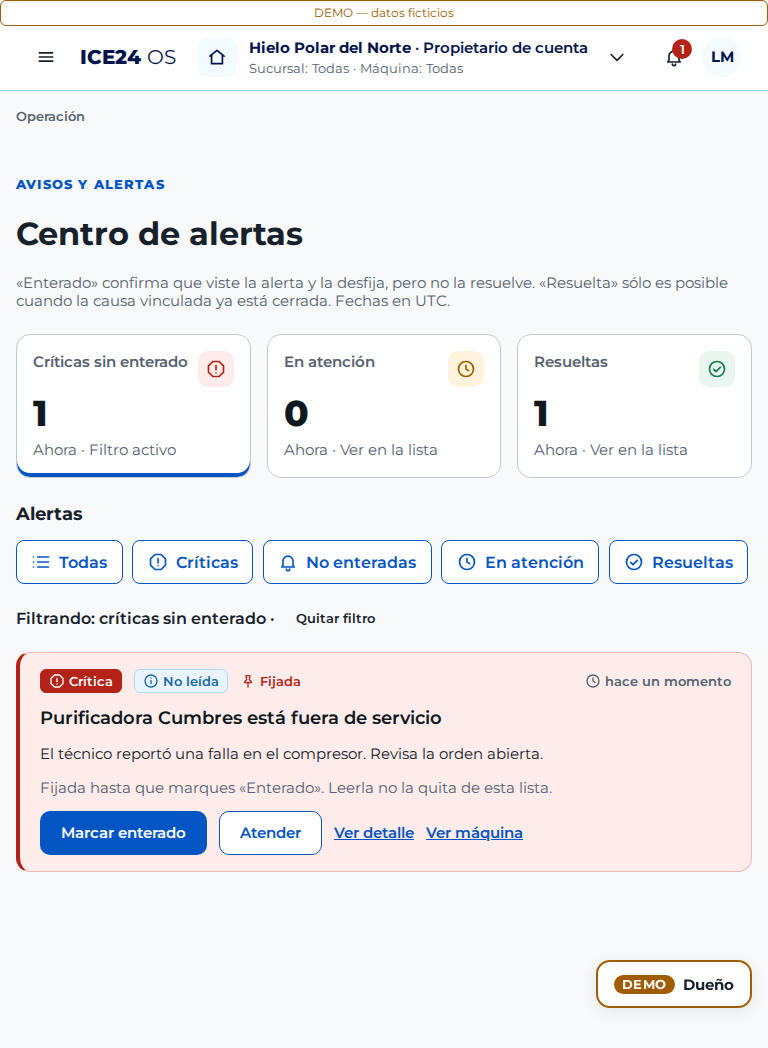 DEMO — datos ficticios
ICE24 OS
Hielo Polar del Norte · Propietario de cuenta
Sucursal: Todas · Máquina: Todas
1
LM
Operación
AVISOS Y ALERTAS
Centro de alertas
«Enterado» confirma que viste la alerta y la desfija, pero no la resuelve. «Resuelta» sólo es posible
cuando la causa vinculada ya está cerrada. Fechas en UTC.
Críticas sin enterado
1
Ahora · Filtro activo
En atención
0
Ahora · Ver en la lista
Resueltas
1
Ahora · Ver en la lista
Alertas
Todas
Críticas
No enteradas
En atención
Resueltas
Filtrando: críticas sin enterado ·
Quitar filtro
Crítica
No leída
Fijada
hace un momento
Purificadora Cumbres está fuera de servicio
El técnico reportó una falla en el compresor. Revisa la orden abierta.
Fijada hasta que marques «Enterado». Leerla no la quita de esta lista.
Marcar enterado
Atender
Ver detalle
Ver máquina
DEMO Dueño